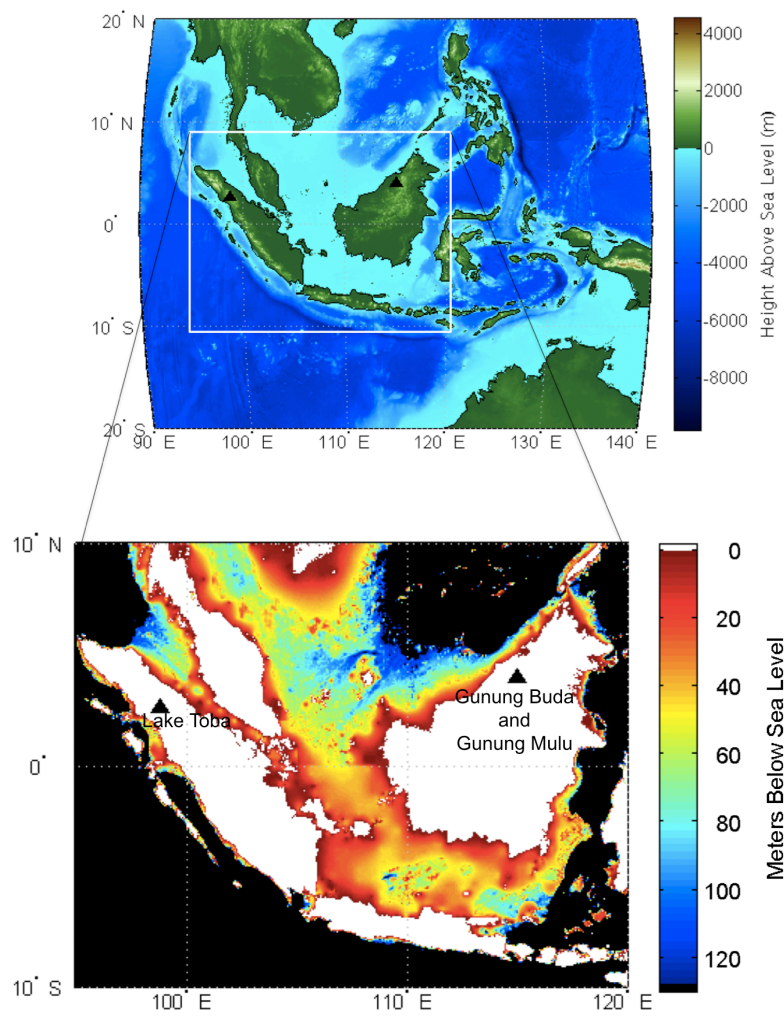 20° N
10° N
0°
10° S
20° S
90° E
100° E
110° E
120° E
130° E
140° E
4000
2000
0
-2000
-4000
-6000
-8000
Height Above Sea Level (m)
10° N
0°
10° S
100° E
110° E
120° E
Lake Toba
Gunung Buda
and
Gunung Mulu
0
20
40
60
80
100
120
Meters Below Sea Level